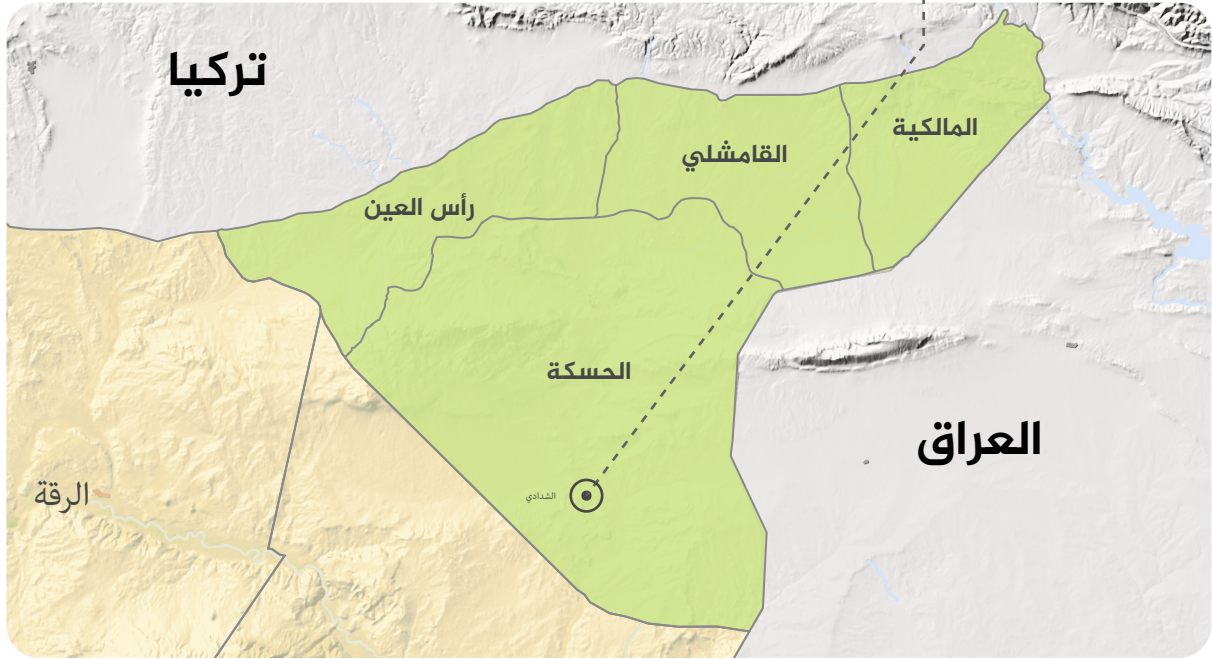 تركيا
المالكية
القامشلي
رأس العين
الحسكة
العراق
الرقة
الشدادي